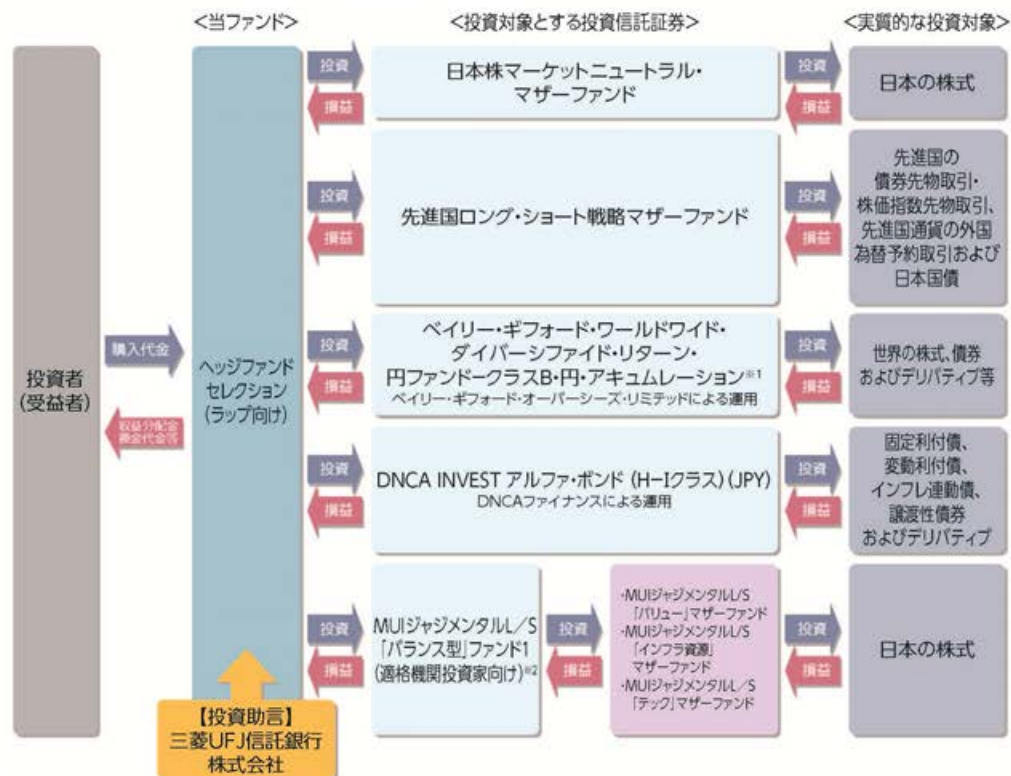 <当ファンド>
<投資対象とする投資信託証券>
<実質的な投資対象>
投資者
(受益者)
購入代金
収益分配金
換金代金等
ヘッジファンド
セレクション
(ラップ向け)
【投資助言】
三菱UFJ信託銀行
株式会社
投資
損益
日本株マーケットニュートラル・
マザーファンド
投資
損益
日本の株式
投資
損益
先進国ロング・ショート戦略マザーファンド
投資
損益
先進国の
債券先物取引・
株価指数先物取引、
先進国通貨の外国
為替予約取引および
日本国債
投資
損益
ベイリー・ギフォード・ワールドワイド・
ダイバーシファイド・リターン・
円ファンドークラスB・円・アキュムレーション※1
ベイリー・ギフォード・オーバーシーズ・リミテッドによる運用
投資
損益
世界の株式、債券
およびデリバティブ等
投資
損益
DNCA INVEST アルファ・ボンド (H-Iクラス) (JPY)
DNCAファイナンスによる運用
投資
損益
固定利付債、
変動利付債、
インフレ連動債、
譲渡性債券
およびデリバティブ
投資
損益
MUIジャジメンタルL/S
「バランス型」ファンド1
(適格機関投資家向け)※2
投資
損益
・MUIジャジメンタルL/S
「バリュー」マザーファンド
・MUIジャジメンタルL/S
「インフラ資源」
マザーファンド
・MUIジャジメンタルL/S
「テック」マザーファンド
投資
損益
日本の株式